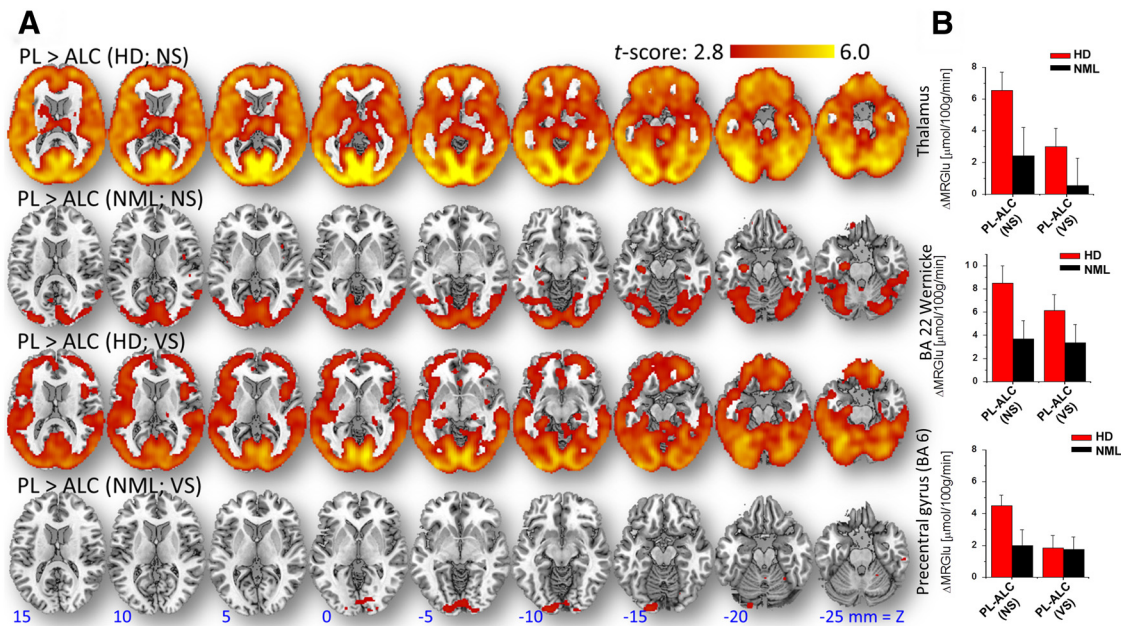 A
PL > ALC (HD; NS)
t-score: 2.8 6.0
PL > ALC (NML; NS)
PL > ALC (HD; VS)
PL > ALC (NML; VS)
15 10 5 0 -5 -10 -15 -20 -25 mm = Z
B
HD
NML
8
6
4
2
0
Thalamus
ΔMRGlu [μmol/100g/min]
PL-ALC
(NS)
PL-ALC
(VS)
HD
NML
10
8
6
4
2
0
BA 22 Wernicke
ΔMRGlu [μmol/100g/min]
PL-ALC
(NS)
PL-ALC
(VS)
HD
NML
8
6
4
2
0
Precentral gyrus (BA 6)
ΔMRGlu [μmol/100g/min]
PL-ALC
(NS)
PL-ALC
(VS)